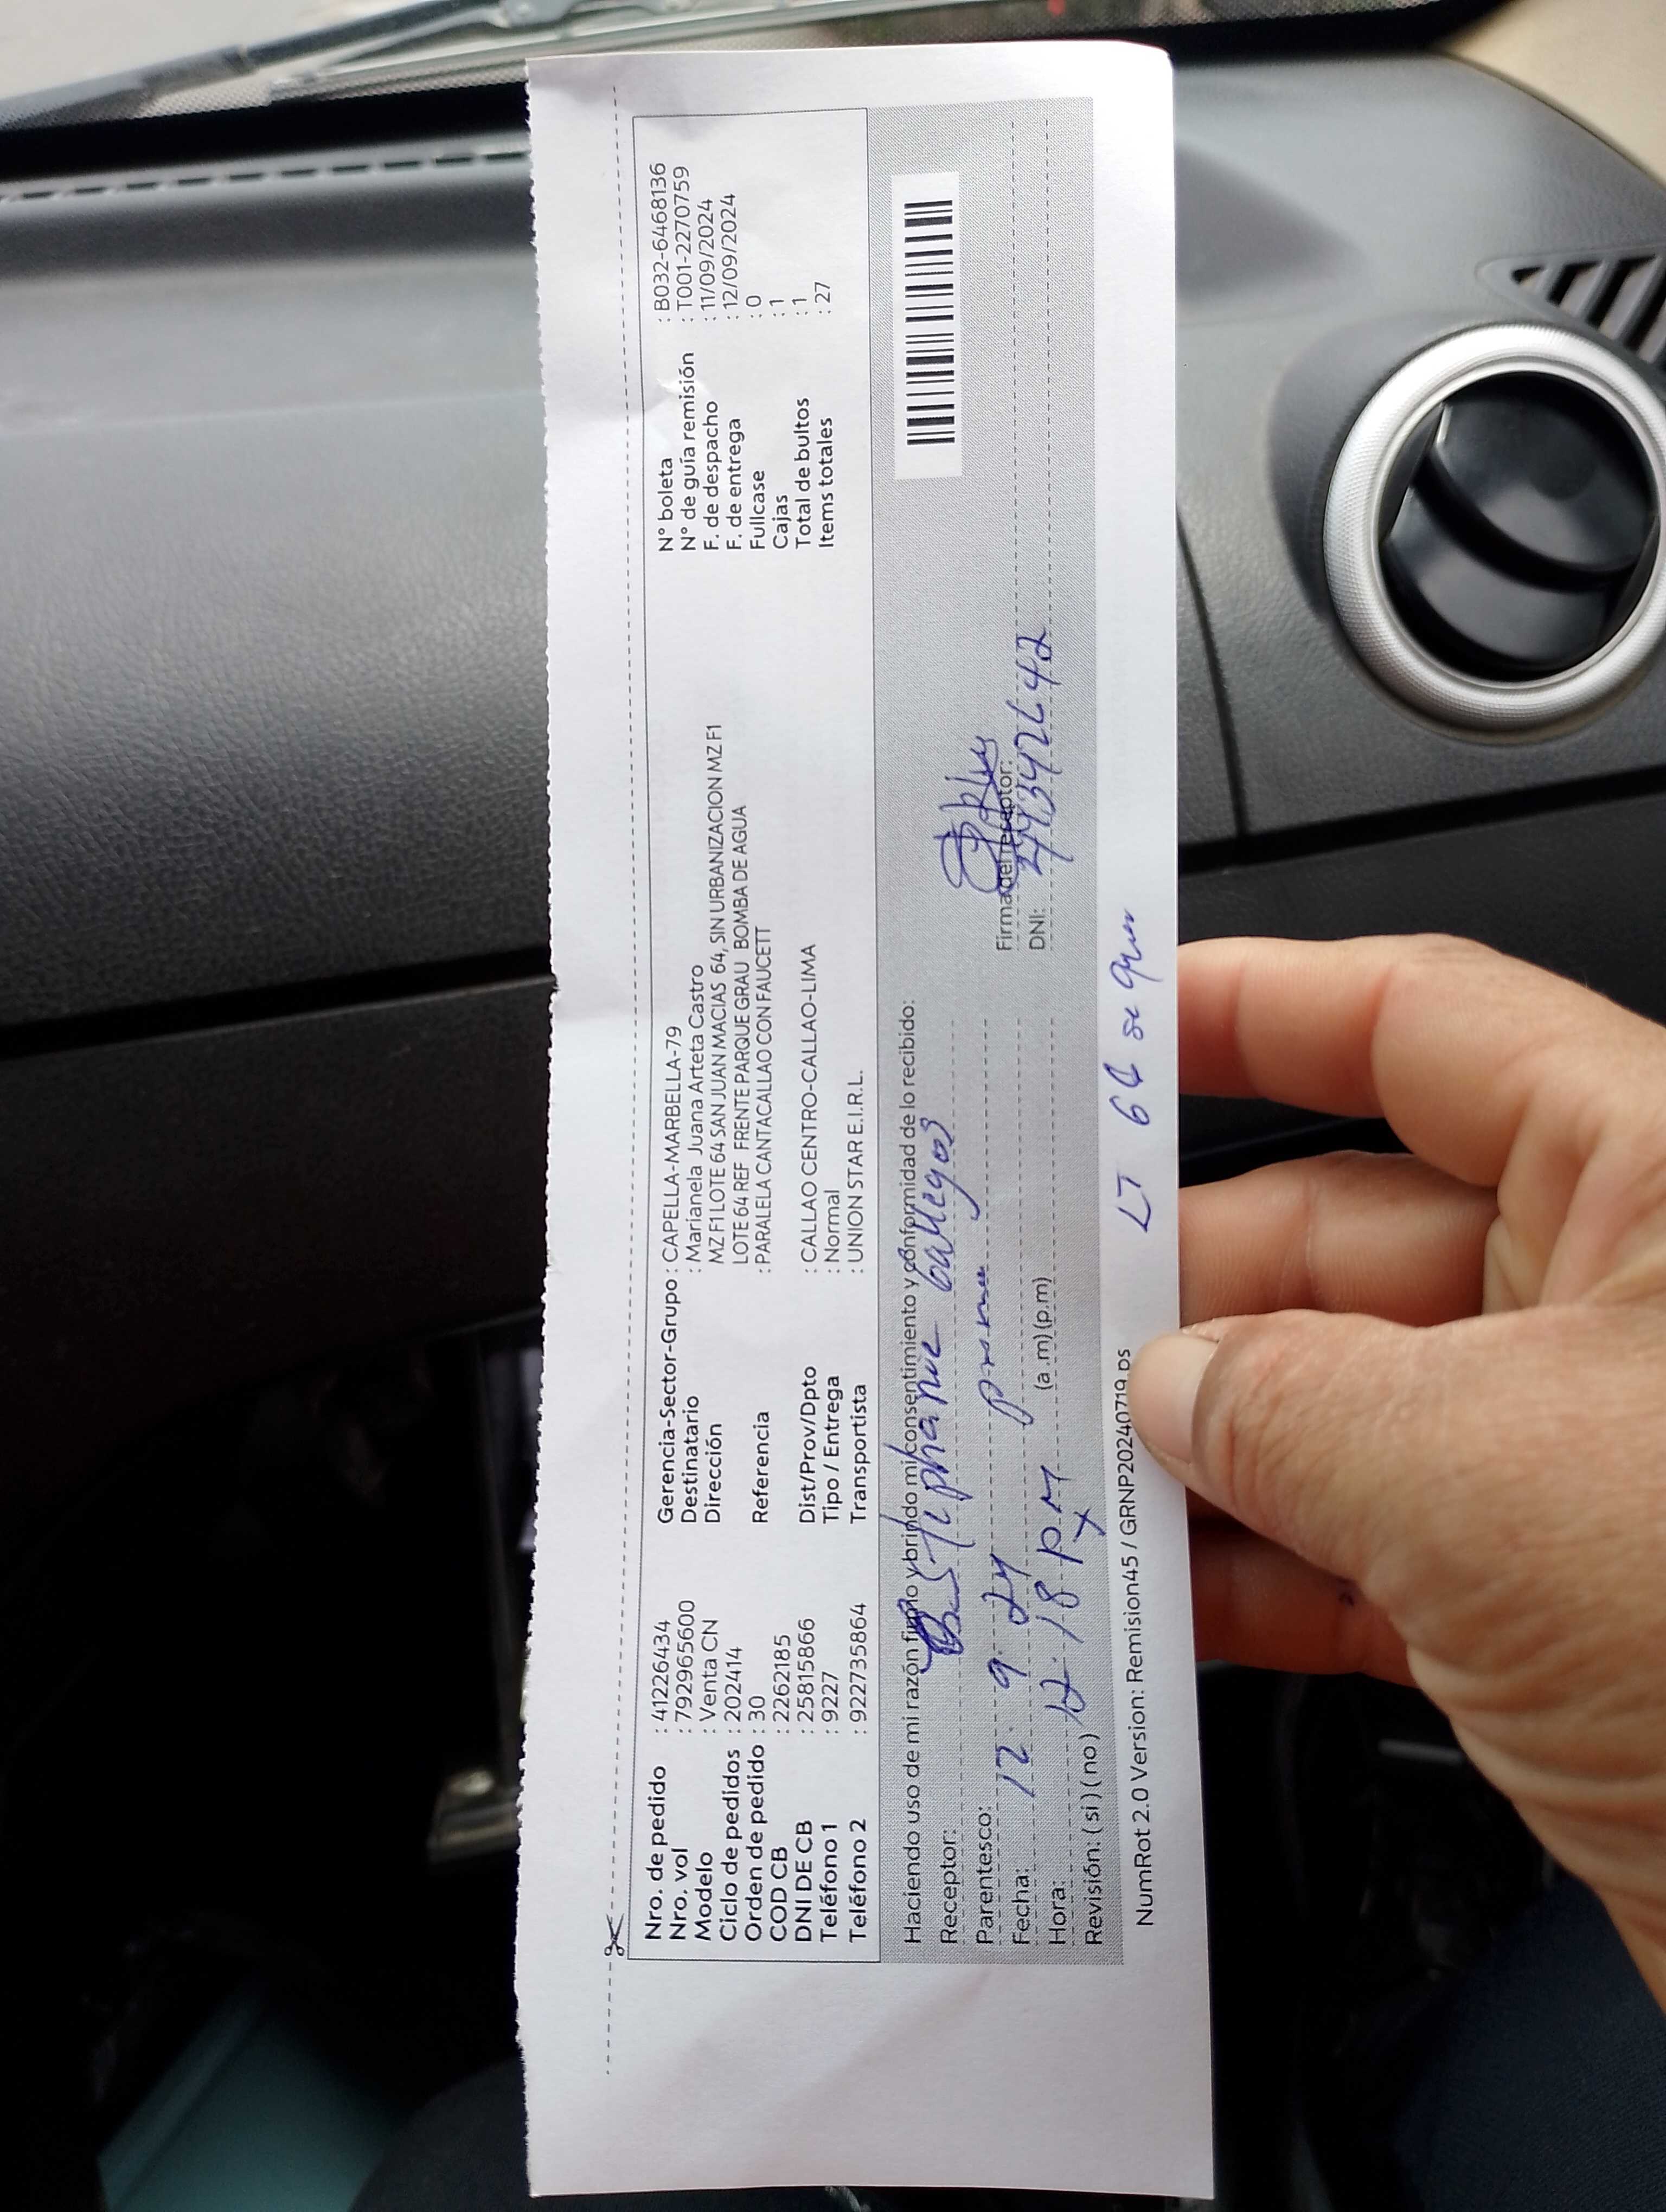 Nro. de pedido : 41226434
Nro. vol : 792965600
Modelo : Venta CN
Ciclo de pedidos : 202414
Orden de pedido : 30
COD CB : 2262185
DNI DE CB : 25815866
Teléfono 1 : 9227
Teléfono 2 : 922735864
Gerencia-Sector-Grupo : CAPELLA-MARBELLA-79
Destinatario : Marianela Juana Arteta Castro
Dirección MZ F1 LOTE 64 SAN JUAN MACIAS 64, SIN URBANIZACION MZ F1
LOTE 64 REF FRENTE PARQUE GRAU BOMBA DE AGUA
Referencia : PARALELA CANTACALLAO CON FAUCETT
Dist/Prov/Dpto : CALLAO CENTRO-CALLAO-LIMA
Tipo / Entrega : Normal
Transportista : UNION STAR E.I.R.L.
N° boleta : B032-6468136
N° de guía remisión : T001-2270759
F. de despacho : 11/09/2024
F. de entrega : 12/09/2024
Fullcase : 0
Cajas : 1
Total de bultos : 1
Items totales : 27
Haciendo uso de mi razón firmo y brindo mi consentimiento y conformidad de lo recibido:
Receptor: Stiphanie Gallegos
Parentesco:
Fecha: 12 . 9 . 24
Hora: 12 : 18 PM (a.m) (p.m)
Revisión: ( si ) ( no ) X
Firma del receptor:
DNI:
NumRot 2.0 Version: Remision45 / GRNP20240719.ps
LT 64